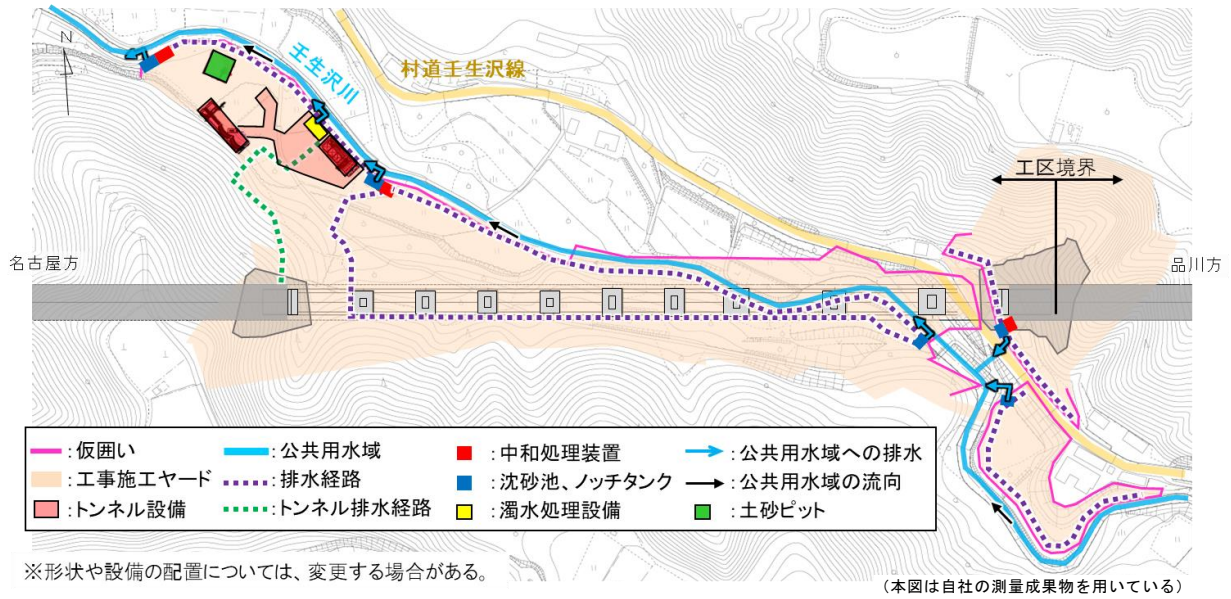 N
壬生沢川
村道壬生沢線
工区境界
名古屋方
品川方
:仮囲い
:公共用水域
:中和処理装置
:公共用水域への排水
:工事施工ヤード
:排水経路
:沈砂池、ノッチタンク
:公共用水域の流向
:トンネル設備
:トンネル排水経路
:濁水処理設備
:土砂ピット
※形状や設備の配置については、変更する場合がある。
(本図は自社の測量成果物を用いている)